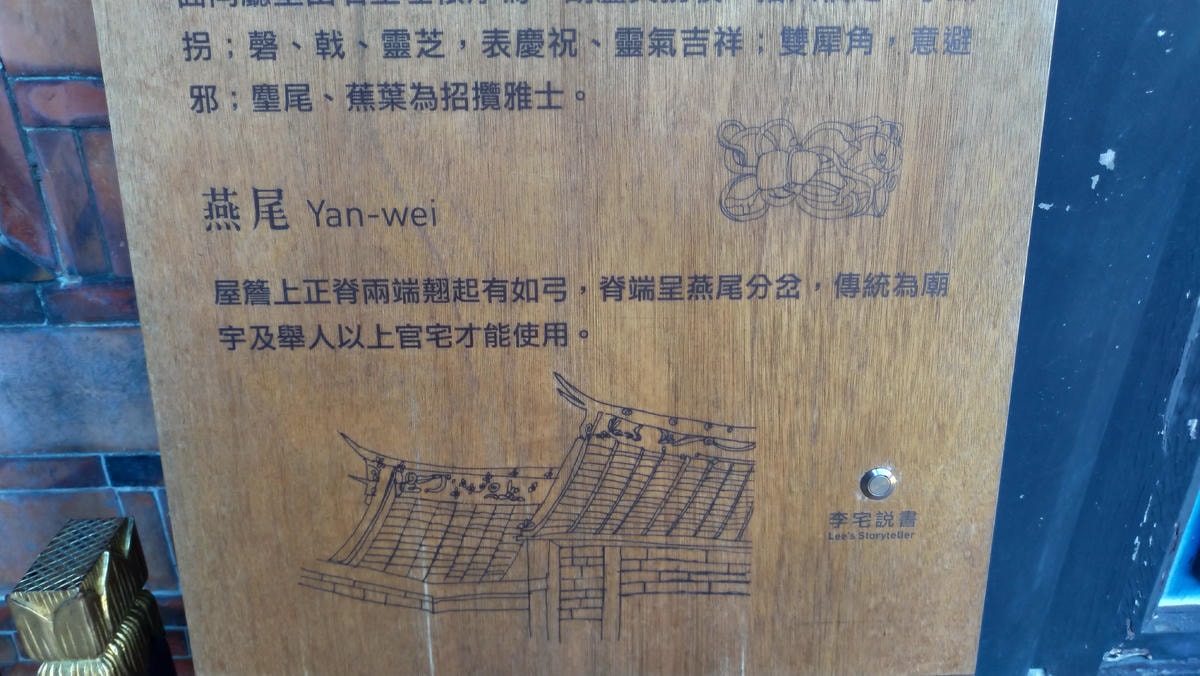 拐；磬、戟、靈芝，表慶祝、靈氣吉祥；雙犀角，意避
邪；麈尾、蕉葉為招攬雅士。
燕尾 Yan-wei
屋簷上正脊兩端翹起有如弓，脊端呈燕尾分岔，傳統為廟
宇及舉人以上官宅才能使用。
李宅説書
Lee's Storyteller